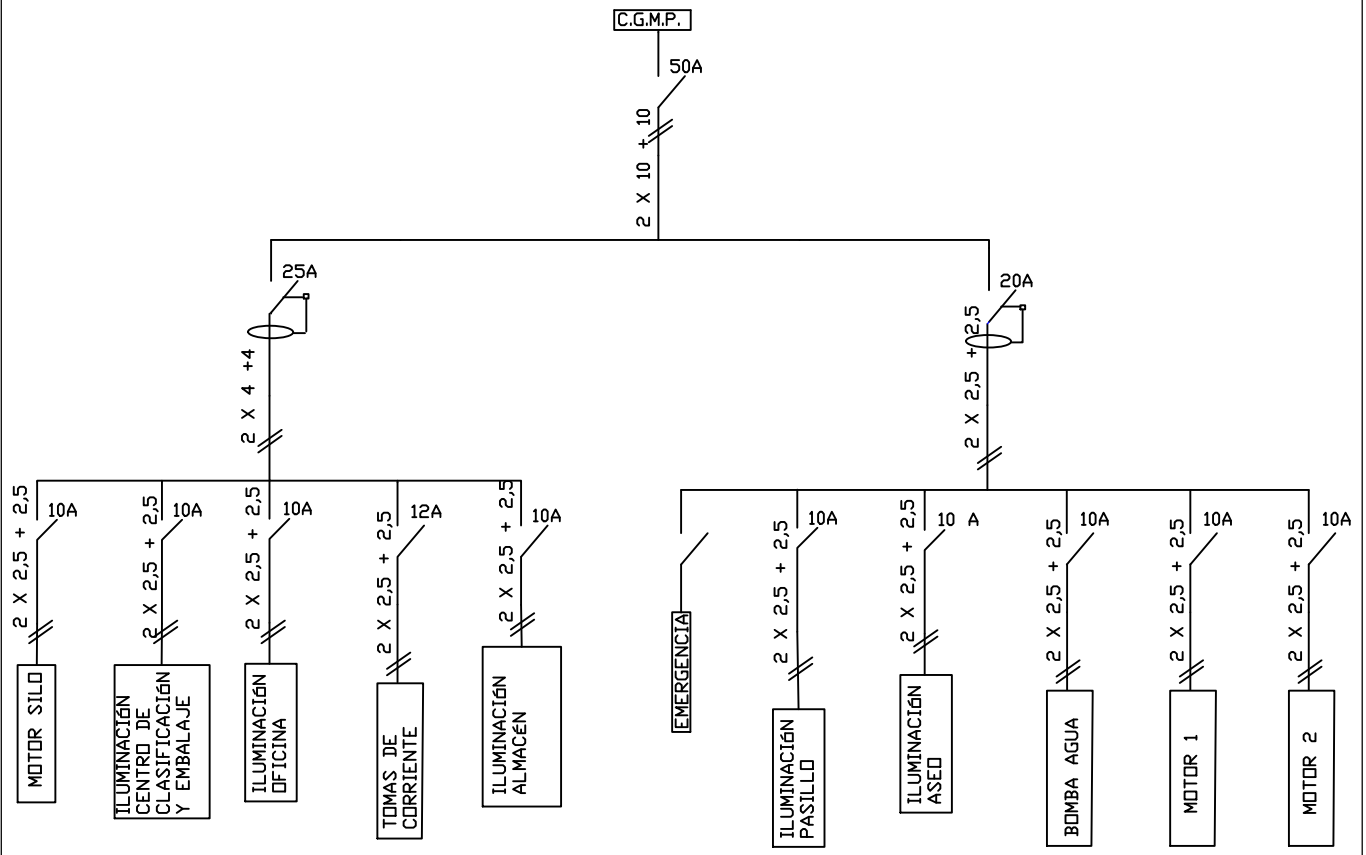 C.G.M.P.
50A
2 X 10 + 10
25A
2 X 4 +4
20A
2 X 2,5 + 2,5
2 X 2,5 + 2,5
10A
MOTOR SILO
2 X 2,5 + 2,5
10A
ILUMINACIóN
CENTRO DE
CLASIFICACIóN
Y EMBALAJE
2 X 2,5 + 2,5
10A
ILUMINACIóN
OFICINA
2 X 2,5 + 2,5
12A
TOMAS DE
CORRIENTE
2 X 2,5 + 2,5
10A
ILUMINACIóN
ALMACÉN
EMERGENCIA
2 X 2,5 + 2,5
10A
ILUMINACIóN
PASILLO
2 X 2,5 + 2,5
10 A
ILUMINACIóN
ASEO
2 X 2,5 + 2,5
10A
BOMBA AGUA
2 X 2,5 + 2,5
10A
MOTOR 1
2 X 2,5 + 2,5
10A
MOTOR 2